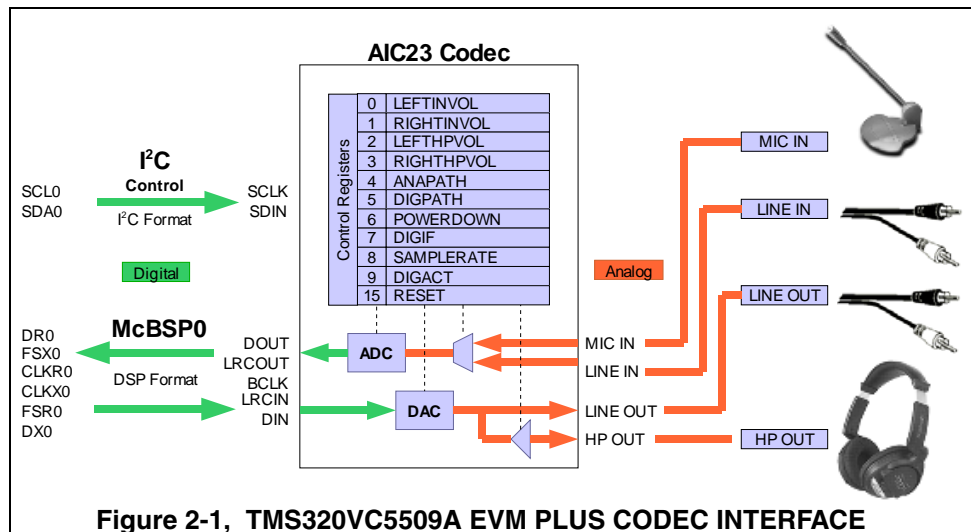 AIC23 Codec
Control Registers
0 LEFTINVOL
1 RIGHTINVOL
2 LEFTHPVOL
3 RIGHTHPVOL
4 ANAPATH
5 DIGPATH
6 POWERDOWN
7 DIGIF
8 SAMPLERATE
9 DIGACT
15 RESET
I²C
Control
I²C Format
SCL0
SDA0
SCLK
SDIN
Digital
Analog
McBSP0
DSP Format
DR0
FSX0
CLKR0
CLKX0
FSR0
DX0
DOUT
LRCOUT
BCLK
LRCIN
DIN
ADC
DAC
MIC IN
LINE IN
LINE OUT
HP OUT
MIC IN
LINE IN
LINE OUT
HP OUT
Figure 2-1, TMS320VC5509A EVM PLUS CODEC INTERFACE